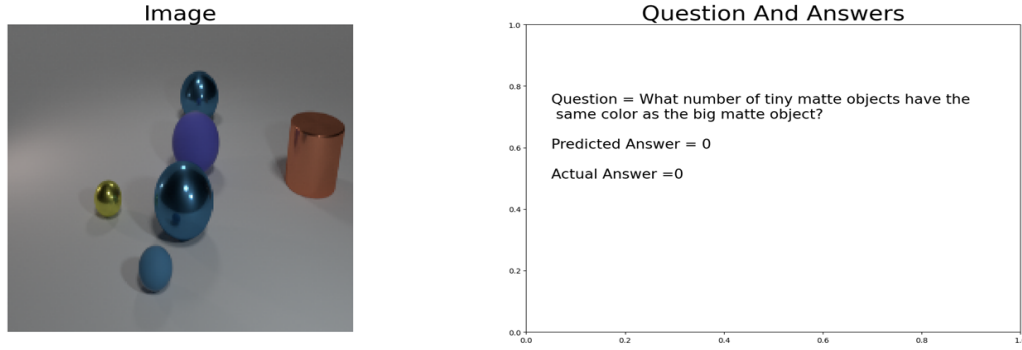 Image
Question And Answers
1.0
0.8
Question = What number of tiny matte objects have the
same color as the big matte object?
0.6
Predicted Answer = 0
Actual Answer =0
0.4
0.2
0.0
0.0 0.2 0.4 0.6 0.8 1.